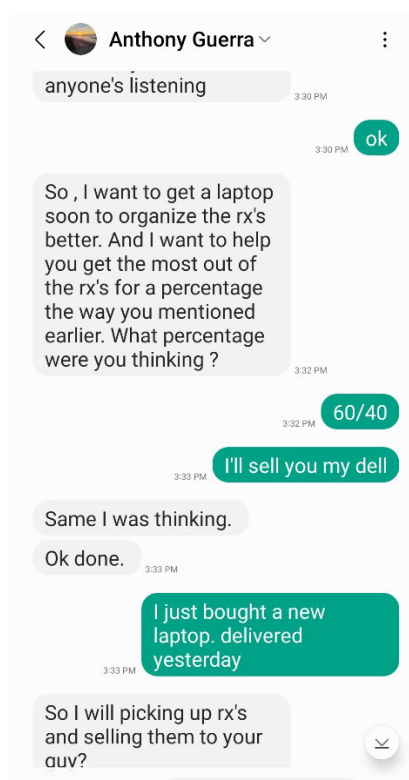 Anthony Guerra
anyone's listening
3:30 PM
ok
3:30 PM
So , I want to get a laptop
soon to organize the rx's
better. And I want to help
you get the most out of
the rx's for a percentage
the way you mentioned
earlier. What percentage
were you thinking ?
3:32 PM
60/40
3:32 PM
I'll sell you my dell
3:33 PM
Same I was thinking.
Ok done.
3:33 PM
I just bought a new
laptop. delivered
yesterday
3:33 PM
So I will picking up rx's
and selling them to your
guy?